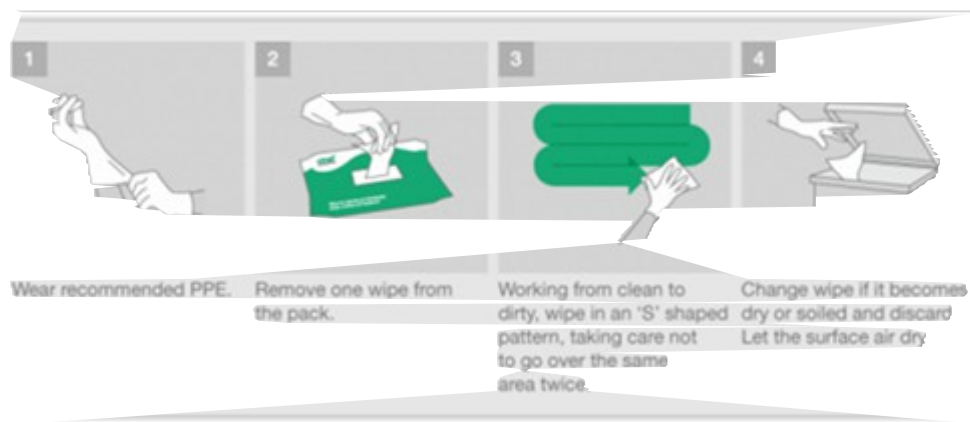 1
2
3
4
Wear recommended PPE.
Remove one wipe from
the pack.
Working from clean to
dirty, wipe in an 'S' shaped
pattern, taking care not
to go over the same
area twice.
Change wipe if it becomes
dry or soiled and discard
Let the surface air dry